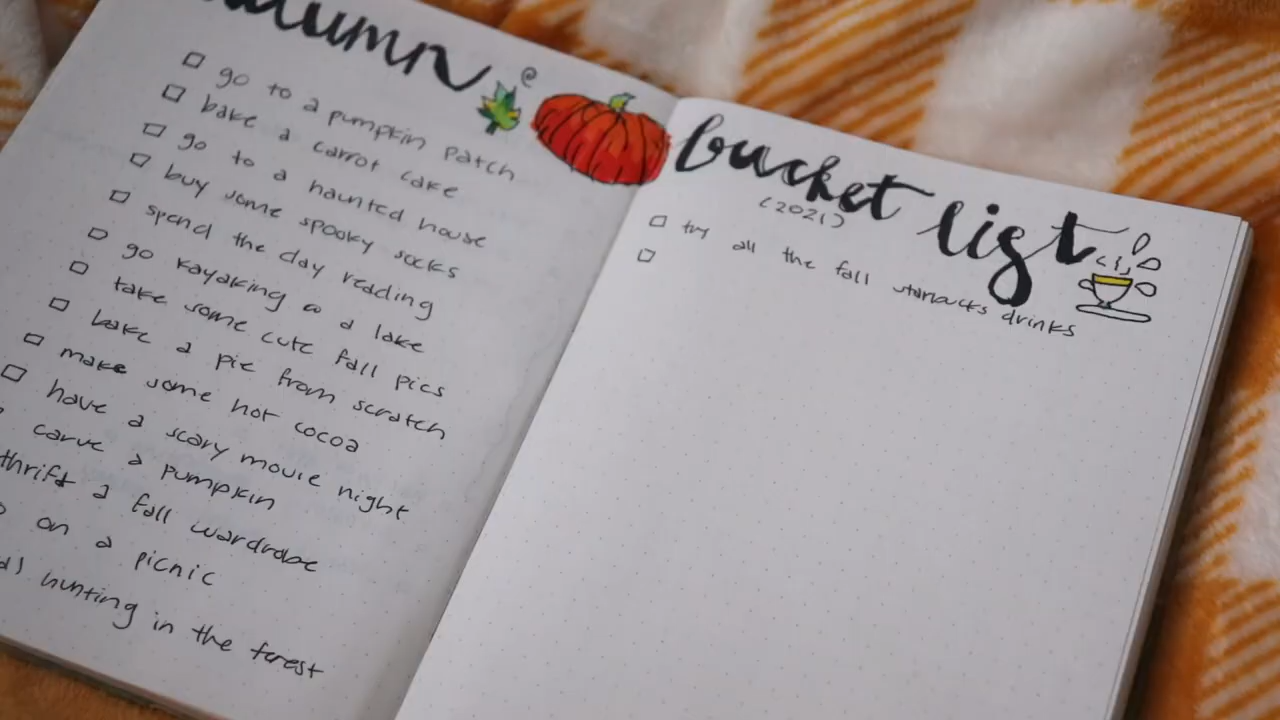 autumn
go to a pumpkin patch
bake a carrot cake
go to a haunted house
buy some spooky socks
spend the day reading
go kayaking @ a lake
take some cute fall pics
bake a pie from scratch
make some hot cocoa
have a scary movie night
carve a pumpkin
thrift a fall wardrobe
on a picnic
hunting in the forest
bucket list
(2021)
try all the fall starbucks drinks